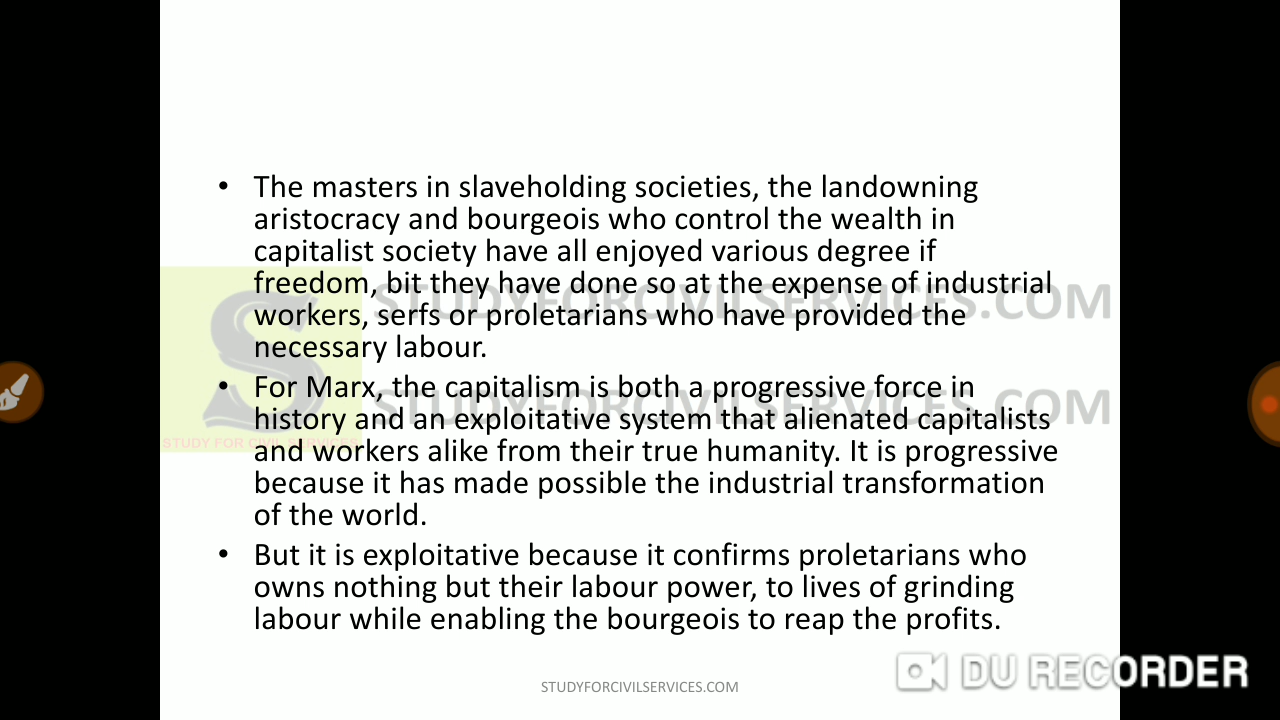 • The masters in slaveholding societies, the landowning
aristocracy and bourgeois who control the wealth in
capitalist society have all enjoyed various degree if
freedom, bit they have done so at the expense of industrial
workers, serfs or proletarians who have provided the
necessary labour.
• For Marx, the capitalism is both a progressive force in
history and an exploitative system that alienated capitalists
and workers alike from their true humanity. It is progressive
because it has made possible the industrial transformation
of the world.
• But it is exploitative because it confirms proletarians who
owns nothing but their labour power, to lives of grinding
labour while enabling the bourgeois to reap the profits.
STUDYFORCIVILSERVICES.COM
STUDYFORCIVILSERVICES.COM
S
STUDY FOR CIVIL SERVICES
STUDYFORCIVILSERVICES.COM
DU RECORDER